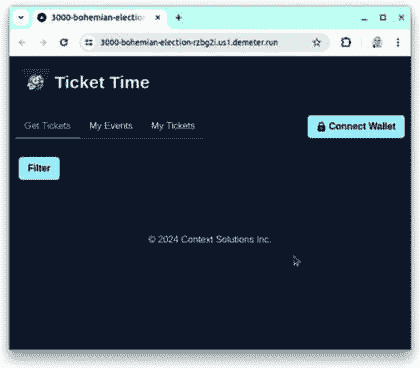 3000-bohemian-election
3000-bohemian-election-rzbg2i.us1.demeter.run
Ticket Time
Get Tickets My Events My Tickets
Connect Wallet
Filter
© 2024 Context Solutions Inc.